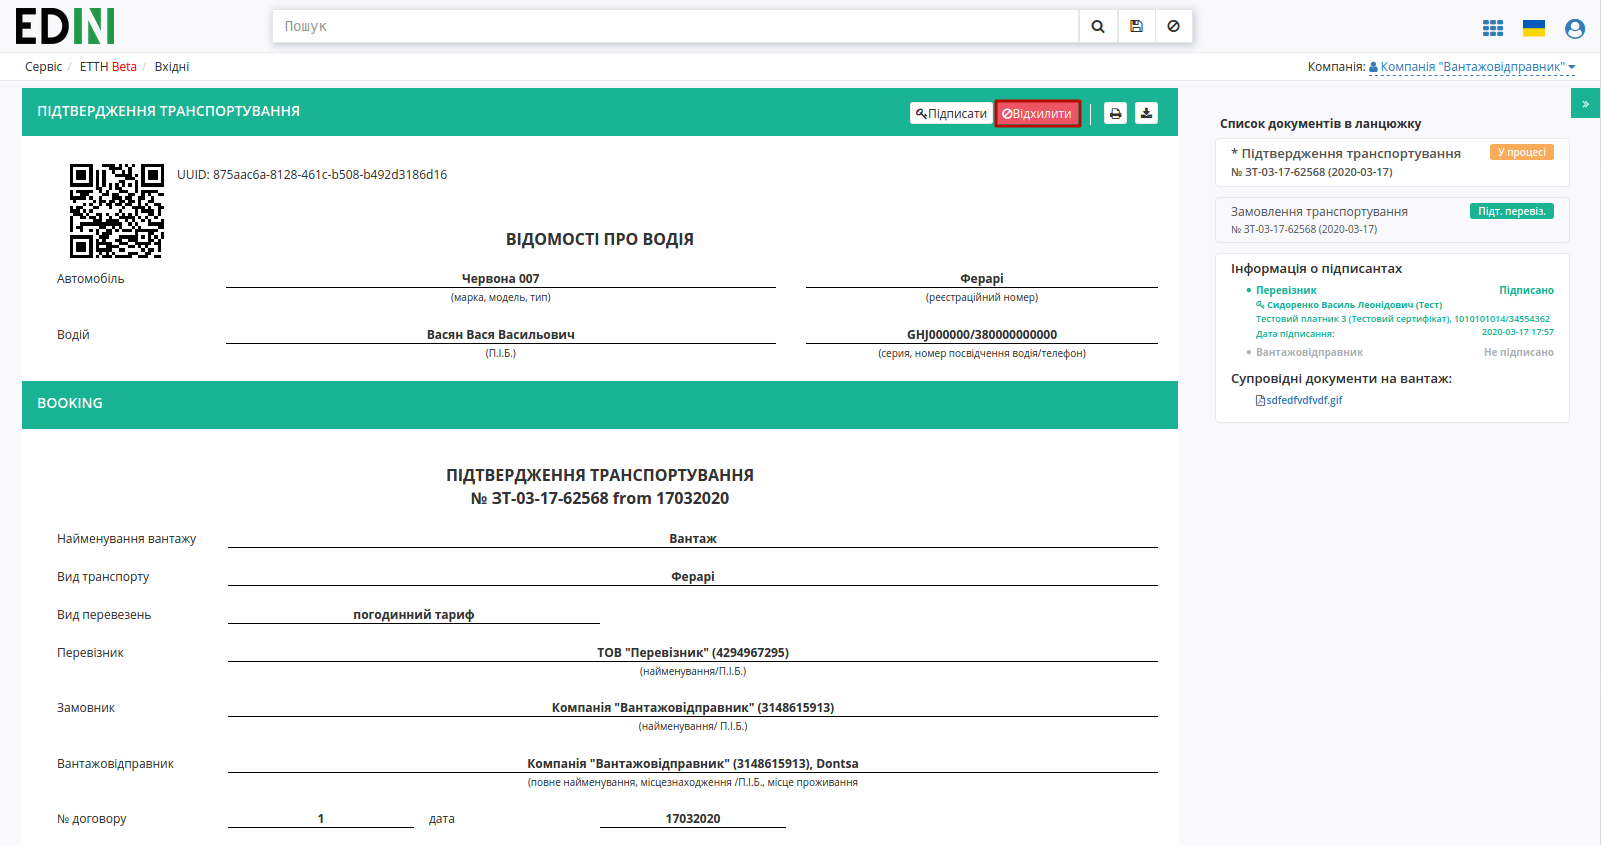 EDIN
Пошук
Сервіс / ЕТТН Beta / Вхідні
Компанія: Компанія "Вантажовідправник"
ПІДТВЕРДЖЕННЯ ТРАНСПОРТУВАННЯ
Підписати
Відхилити
»
UUID: 875aac6a-8128-461c-b508-b492d3186d16
ВІДОМОСТІ ПРО ВОДІЯ
Автомобіль
Червона 007
Ферарі
(марка, модель, тип)
(реєстраційний номер)
Водій
Васян Вася Васильович
GHJ000000/380000000000
(П.І.Б.)
(серия, номер посвідчення водія/телефон)
BOOKING
ПІДТВЕРДЖЕННЯ ТРАНСПОРТУВАННЯ
№ ЗТ-03-17-62568 from 17032020
Найменування вантажу
Вантаж
Вид транспорту
Ферарі
Вид перевезень
погодинний тариф
Перевізник
ТОВ "Перевізник" (4294967295)
(найменування/П.І.Б.)
Замовник
Компанія "Вантажовідправник" (3148615913)
(найменування/ П.І.Б.)
Вантажовідправник
Компанія "Вантажовідправник" (3148615913), Dontsa
(повне найменування, місцезнаходження /П.І.Б., місце проживання
№ договору
1
дата
17032020
Список документів в ланцюжку
* Підтвердження транспортування
У процесі
№ ЗТ-03-17-62568 (2020-03-17)
Замовлення транспортування
Підт. перевіз.
№ ЗТ-03-17-62568 (2020-03-17)
Інформація о підписантах
Перевізник
Підписано
Сидоренко Василь Леонідович (Тест)
Тестовий платник 3 (Тестовий сертифікат), 1010101014/34554362
Дата підписання:
2020-03-17 17:57
Вантажовідправник
Не підписано
Супровідні документи на вантаж:
sdfedfvdfvdf.gif